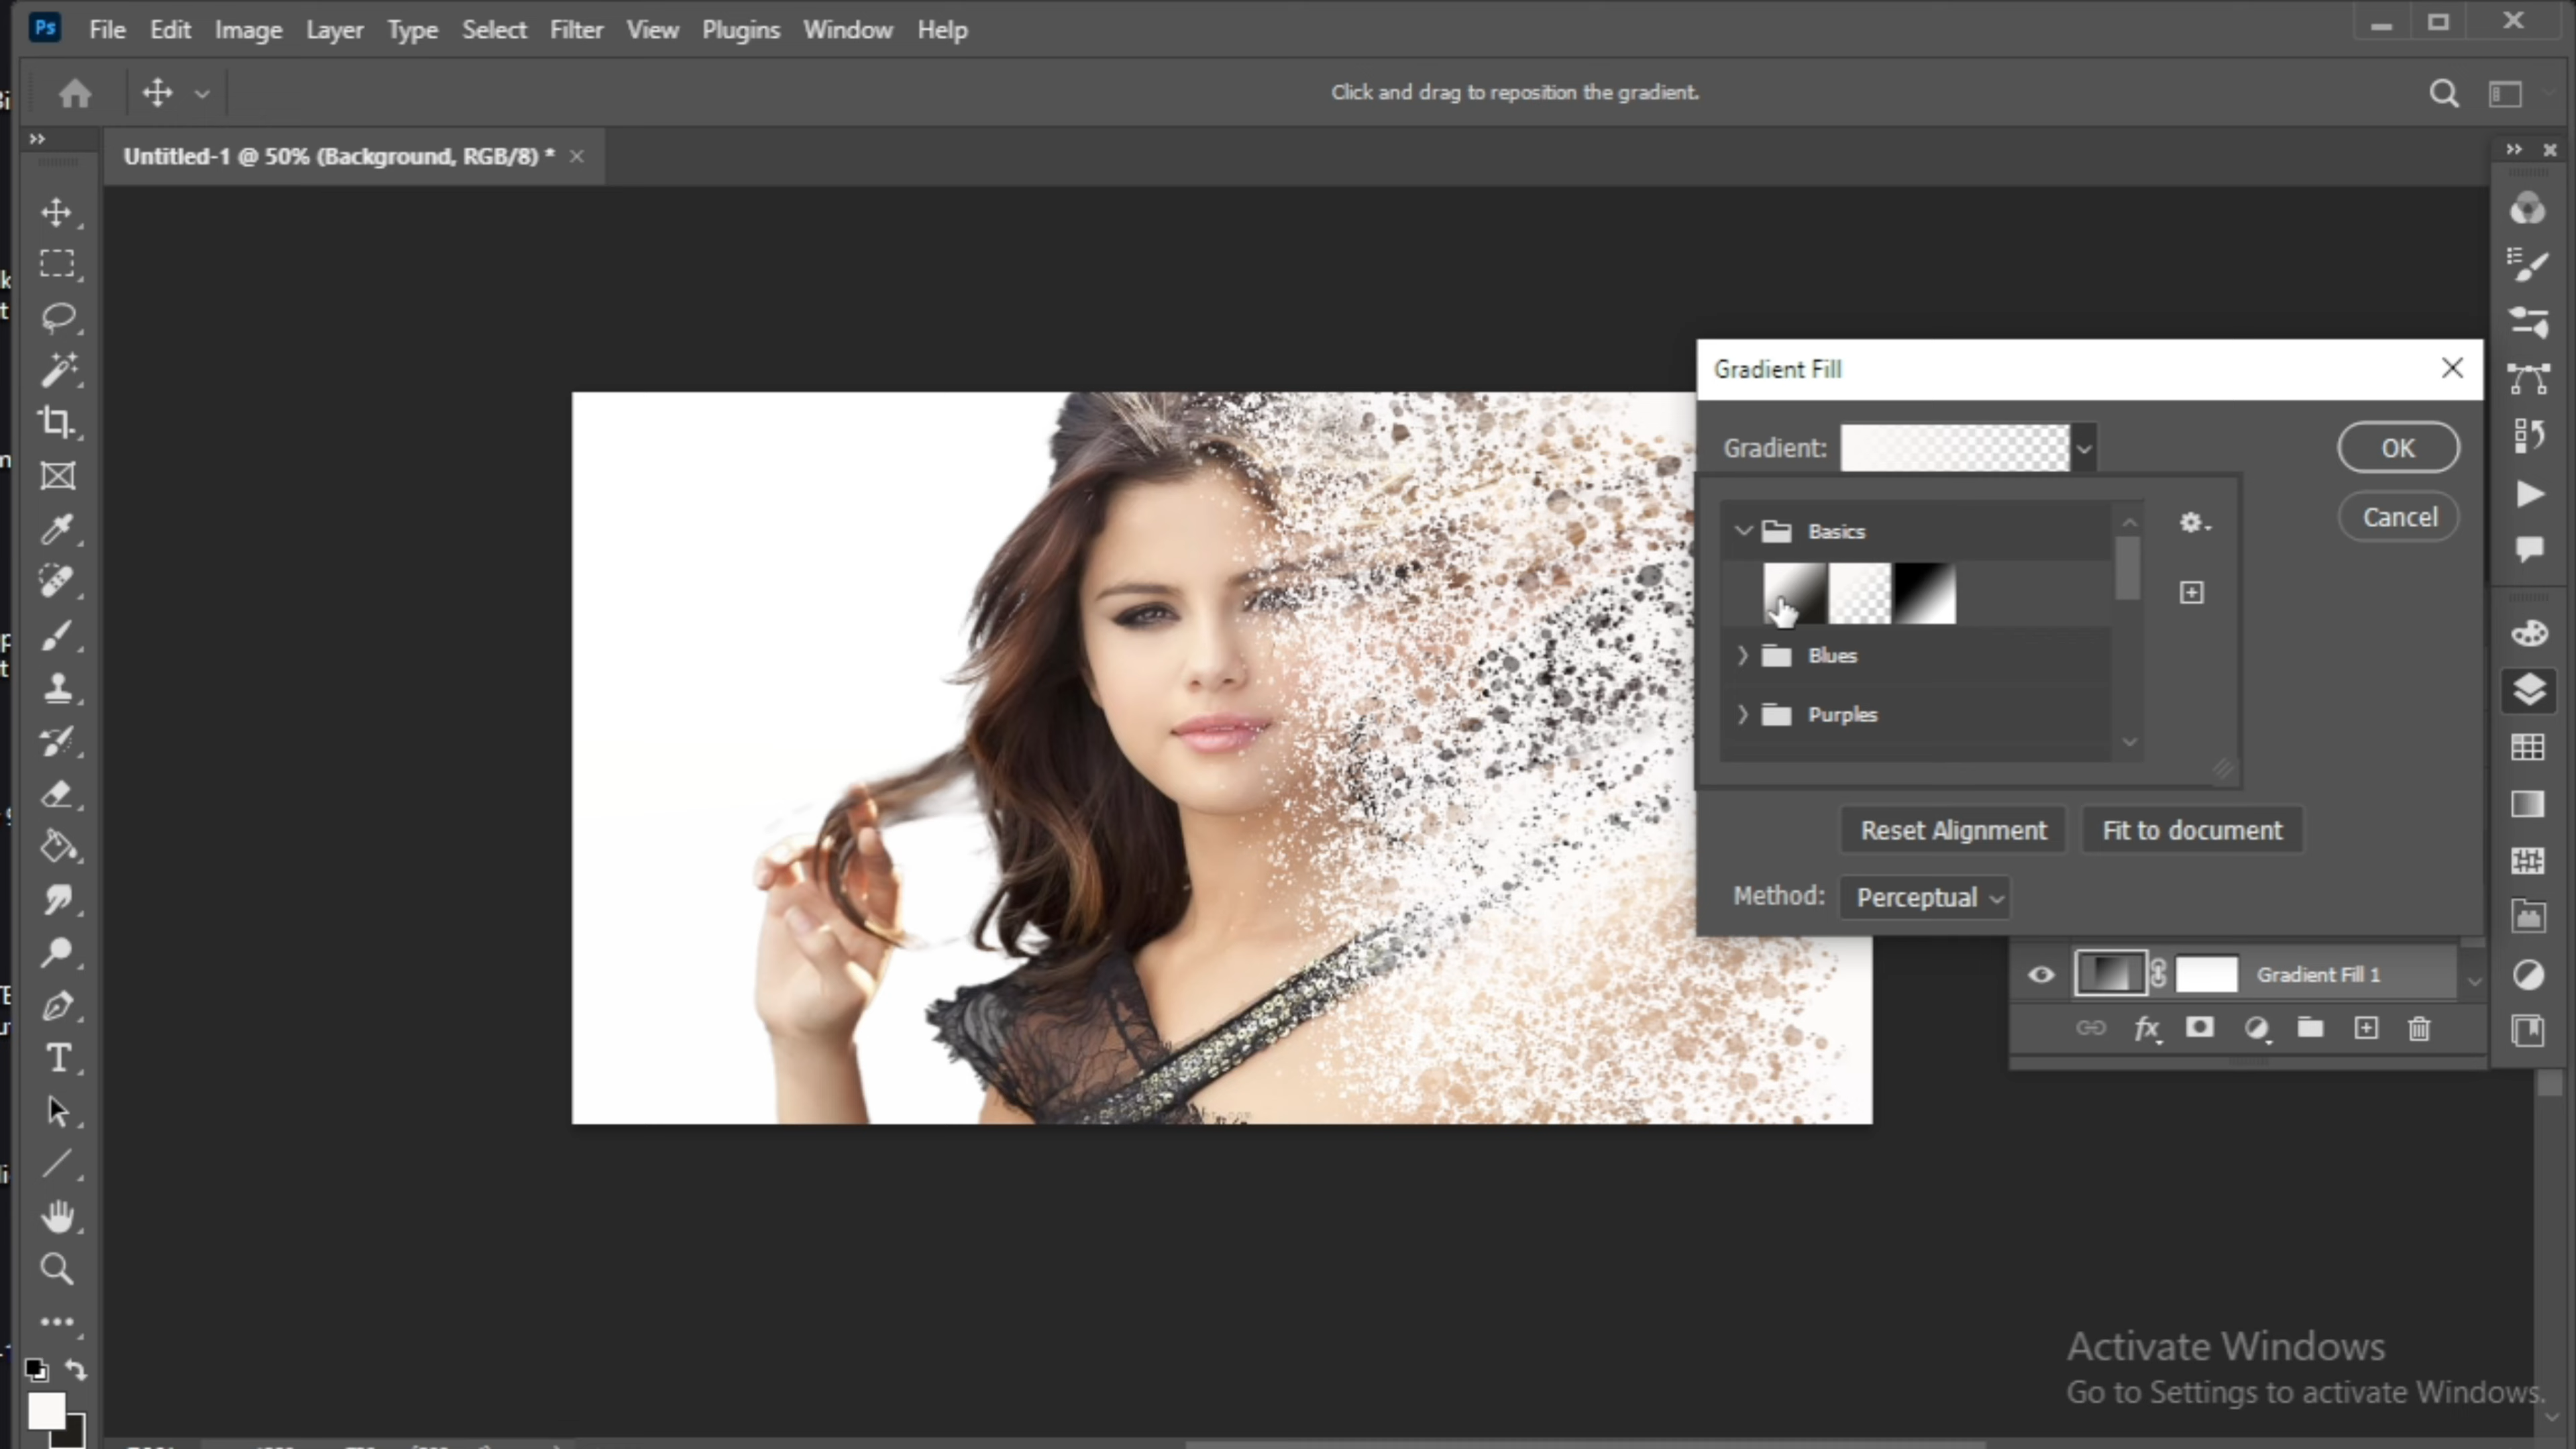 Ps File Edit Image Layer Type Select Filter View Plugins Window Help
Click and drag to reposition the gradient.
Untitled-1 @ 50% (Background, RGB/8) *
Gradient Fill
Gradient:
OK
Cancel
Basics
Blues
Purples
Reset Alignment
Fit to document
Method: Perceptual
Gradient Fill 1
fx
T
Activate Windows
Go to Settings to activate Windows.